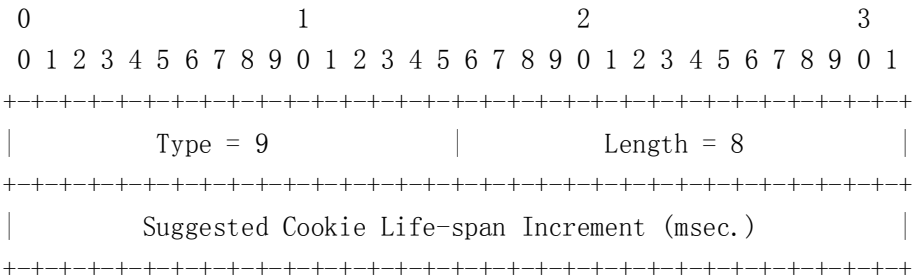 0                   1                   2                   3
0 1 2 3 4 5 6 7 8 9 0 1 2 3 4 5 6 7 8 9 0 1 2 3 4 5 6 7 8 9 0 1
+-+-+-+-+-+-+-+-+-+-+-+-+-+-+-+-+-+-+-+-+-+-+-+-+-+-+-+-+-+-+-+-+
|          Type = 9             |          Length = 8           |
+-+-+-+-+-+-+-+-+-+-+-+-+-+-+-+-+-+-+-+-+-+-+-+-+-+-+-+-+-+-+-+-+
|         Suggested Cookie Life-span Increment (msec.)          |
+-+-+-+-+-+-+-+-+-+-+-+-+-+-+-+-+-+-+-+-+-+-+-+-+-+-+-+-+-+-+-+-+